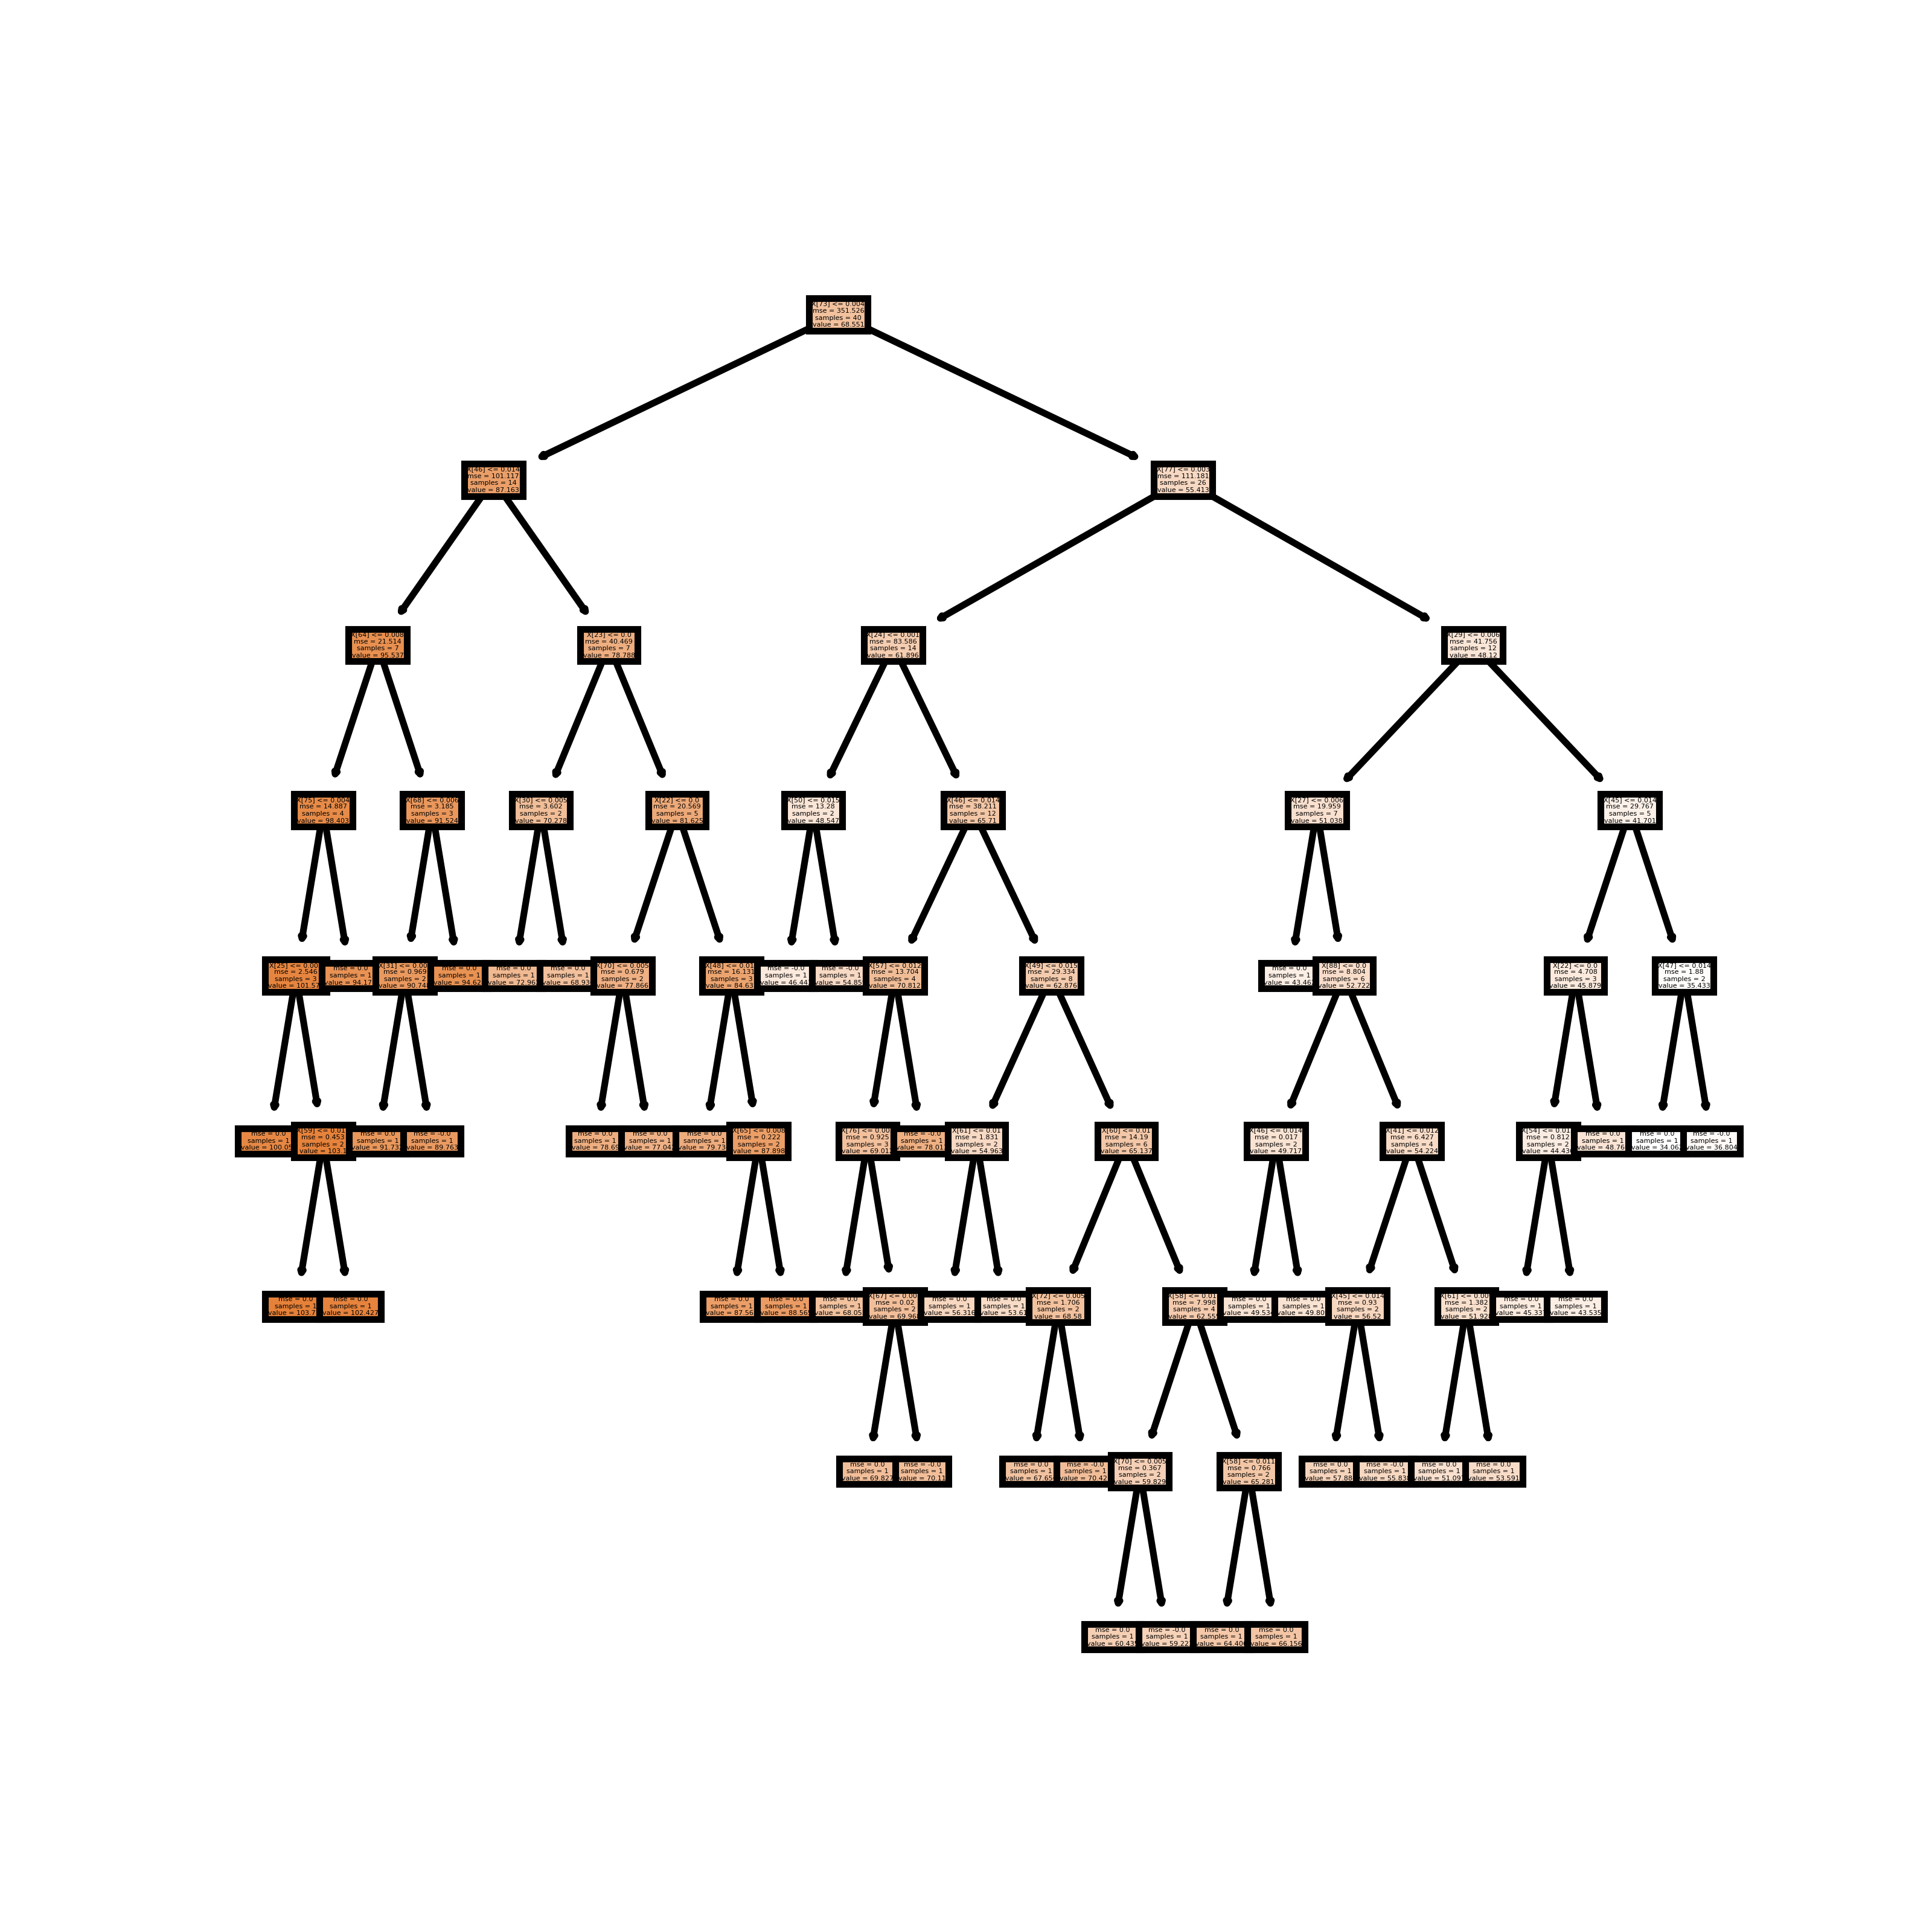 X[73] <= 0.004
mse = 351.526
samples = 40
value = 68.551
X[46] <= 0.014
mse = 101.117
samples = 14
value = 87.163
X[77] <= 0.003
mse = 111.181
samples = 26
value = 55.413
X[64] <= 0.008
mse = 21.514
samples = 7
value = 95.537
X[23] <= 0.0
mse = 40.469
samples = 7
value = 78.788
X[24] <= 0.001
mse = 83.586
samples = 14
value = 61.896
X[29] <= 0.006
mse = 41.756
samples = 12
value = 48.12
X[75] <= 0.004
mse = 14.887
samples = 4
value = 98.403
X[68] <= 0.006
mse = 3.185
samples = 3
value = 91.524
X[30] <= 0.005
mse = 3.602
samples = 2
value = 70.278
X[22] <= 0.0
mse = 20.569
samples = 5
value = 81.625
X[50] <= 0.015
mse = 13.28
samples = 2
value = 48.547
X[46] <= 0.014
mse = 38.211
samples = 12
value = 65.71
X[27] <= 0.006
mse = 19.959
samples = 7
value = 51.038
X[45] <= 0.014
mse = 29.767
samples = 5
value = 41.701
X[25] <= 0.00
mse = 2.546
samples = 3
value = 101.57
mse = 0.0
samples = 1
value = 94.17
X[31] <= 0.00
mse = 0.969
samples = 2
value = 90.748
mse = 0.0
samples = 1
value = 94.62
mse = 0.0
samples = 1
value = 72.96
mse = 0.0
samples = 1
value = 68.93
X[70] <= 0.005
mse = 0.679
samples = 2
value = 77.866
X[48] <= 0.01
mse = 16.131
samples = 3
value = 84.63
mse = -0.0
samples = 1
value = 46.44
mse = -0.0
samples = 1
value = 54.85
X[57] <= 0.012
mse = 13.704
samples = 4
value = 70.812
X[49] <= 0.015
mse = 29.334
samples = 8
value = 62.876
mse = 0.0
samples = 1
value = 43.46
X[88] <= 0.0
mse = 8.804
samples = 6
value = 52.722
X[22] <= 0.0
mse = 4.708
samples = 3
value = 45.879
X[47] <= 0.014
mse = 1.88
samples = 2
value = 35.433
mse = 0.0
samples = 1
value = 100.05
X[59] <= 0.01
mse = 0.453
samples = 2
value = 103.1
mse = 0.0
samples = 1
value = 91.73
mse = -0.0
samples = 1
value = 89.763
mse = 0.0
samples = 1
value = 78.69
mse = 0.0
samples = 1
value = 77.04
mse = 0.0
samples = 1
value = 79.73
X[65] <= 0.008
mse = 0.222
samples = 2
value = 87.898
X[76] <= 0.00
mse = 0.925
samples = 3
value = 69.01
mse = -0.0
samples = 1
value = 78.01
X[61] <= 0.01
mse = 1.831
samples = 2
value = 54.963
X[60] <= 0.01
mse = 14.19
samples = 6
value = 65.137
X[46] <= 0.014
mse = 0.017
samples = 2
value = 49.717
X[41] <= 0.012
mse = 6.427
samples = 4
value = 54.224
X[54] <= 0.01
mse = 0.812
samples = 2
value = 44.43
mse = 0.0
samples = 1
value = 48.76
mse = 0.0
samples = 1
value = 34.06
mse = -0.0
samples = 1
value = 36.804
mse = 0.0
samples = 1
value = 103.7
mse = 0.0
samples = 1
value = 102.427
mse = 0.0
samples = 1
value = 87.56
mse = 0.0
samples = 1
value = 88.56
mse = 0.0
samples = 1
value = 68.05
X[67] <= 0.00
mse = 0.02
samples = 2
value = 69.96
mse = 0.0
samples = 1
value = 56.316
mse = 0.0
samples = 1
value = 53.61
X[72] <= 0.005
mse = 1.706
samples = 2
value = 68.58
X[58] <= 0.01
mse = 7.998
samples = 4
value = 62.555
mse = 0.0
samples = 1
value = 49.534
mse = 0.0
samples = 1
value = 49.80
X[45] <= 0.014
mse = 0.93
samples = 2
value = 56.52
X[61] <= 0.00
mse = 1.382
samples = 2
value = 51.92
mse = 0.0
samples = 1
value = 45.33
mse = 0.0
samples = 1
value = 43.535
mse = 0.0
samples = 1
value = 69.827
mse = -0.0
samples = 1
value = 70.11
mse = 0.0
samples = 1
value = 67.65
mse = -0.0
samples = 1
value = 70.42
X[70] <= 0.005
mse = 0.367
samples = 2
value = 59.829
X[58] <= 0.011
mse = 0.766
samples = 2
value = 65.281
mse = 0.0
samples = 1
value = 57.88
mse = -0.0
samples = 1
value = 55.83
mse = 0.0
samples = 1
value = 51.09
mse = 0.0
samples = 1
value = 53.591
mse = 0.0
samples = 1
value = 60.435
mse = -0.0
samples = 1
value = 59.22
mse = 0.0
samples = 1
value = 64.40
mse = 0.0
samples = 1
value = 66.156